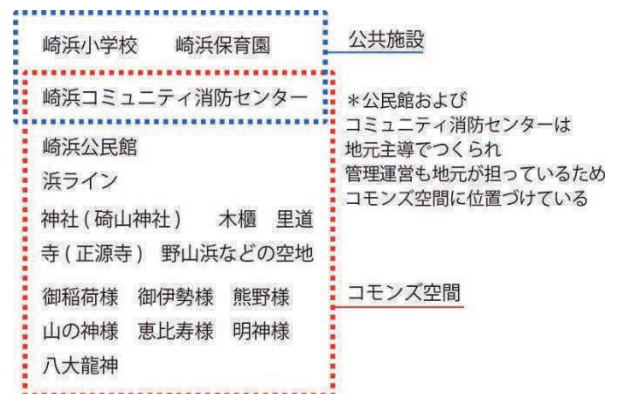 崎浜小学校　崎浜保育園
公共施設
崎浜コミュニティ消防センター
崎浜公民館
浜ライン
神社(碕山神社)　木櫃　里道
寺(正源寺)　野山浜などの空地
御稲荷様　御伊勢様　熊野様
山の神様　恵比寿様　明神様
八大龍神
*公民館および
コミュニティ消防センターは
地元主導でつくられ
管理運営も地元が担っているため
コモンズ空間に位置づけている
コモンズ空間